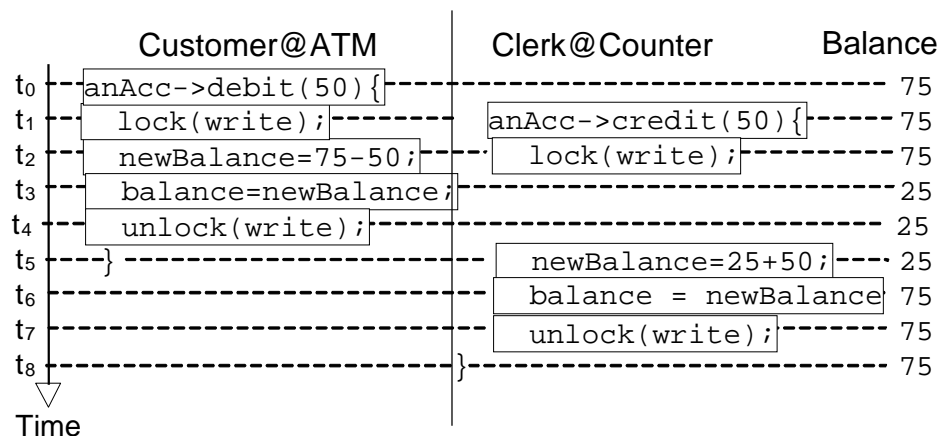 Customer@ATM Clerk@Counter Balance
t0 anAcc->debit(50){ 75
t1 lock(write); anAcc->credit(50){ 75
t2 newBalance=75-50; lock(write); 75
t3 balance=newBalance; 25
t4 unlock(write); 25
t5 } newBalance=25+50; 25
t6 balance = newBalance 75
t7 unlock(write); 75
t8 } 75
Time